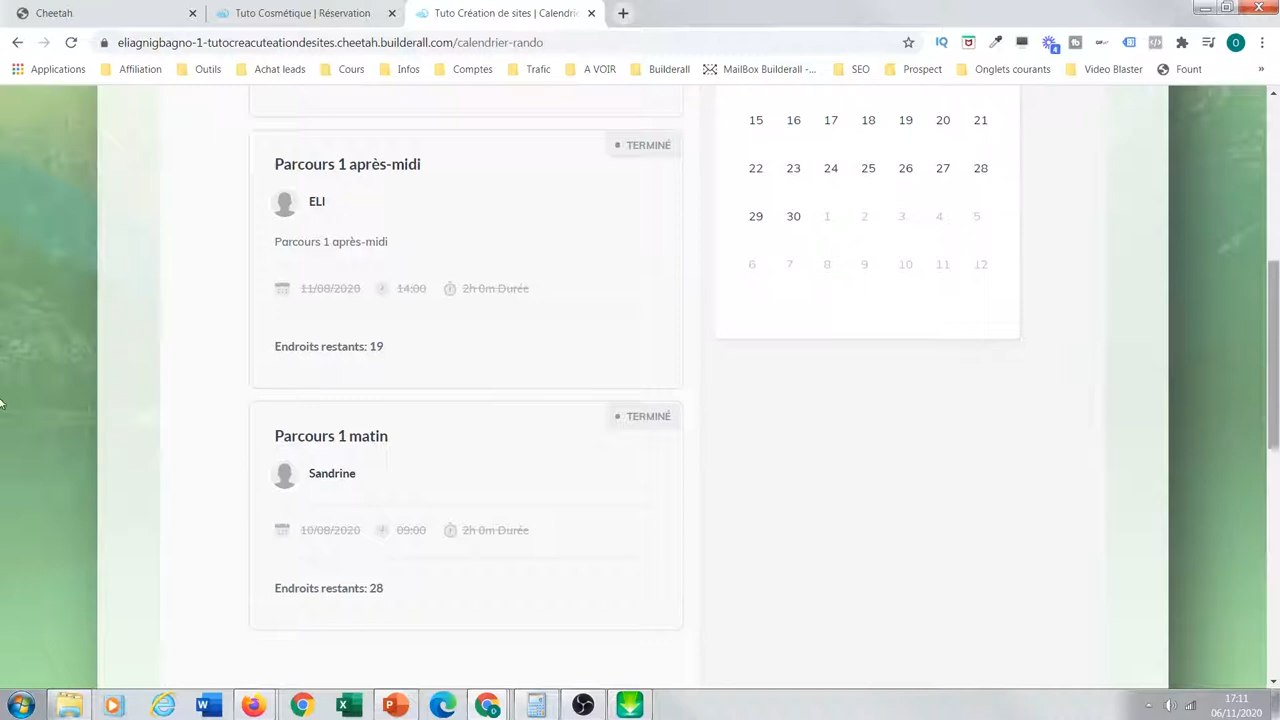 Cheetah
Tuto Cosmétique | Réservation
Tuto Création de sites | Calendrie
eliagnigbagno-1-tutocreacutationdesites.cheetah.builderall.com/calendrierrando
Applications Affiliation Outils Achat leads Cours Infos Comptes Trafic A VOIR Builderall MailBox Builderall -... SEO Prospect Onglets courants Video Blaster Fount »
TERMINÉ
Parcours 1 après-midi
ELI
Parcours 1 après-midi
11/08/2020 14:00 2h 0m Durée
Endroits restants: 19
TERMINÉ
Parcours 1 matin
Sandrine
10/08/2020 09:00 2h 0m Durée
Endroits restants: 28
15 16 17 18 19 20 21
22 23 24 25 26 27 28
29 30 1 2 3 4 5
6 7 8 9 10 11 12
17:11
06/11/2020